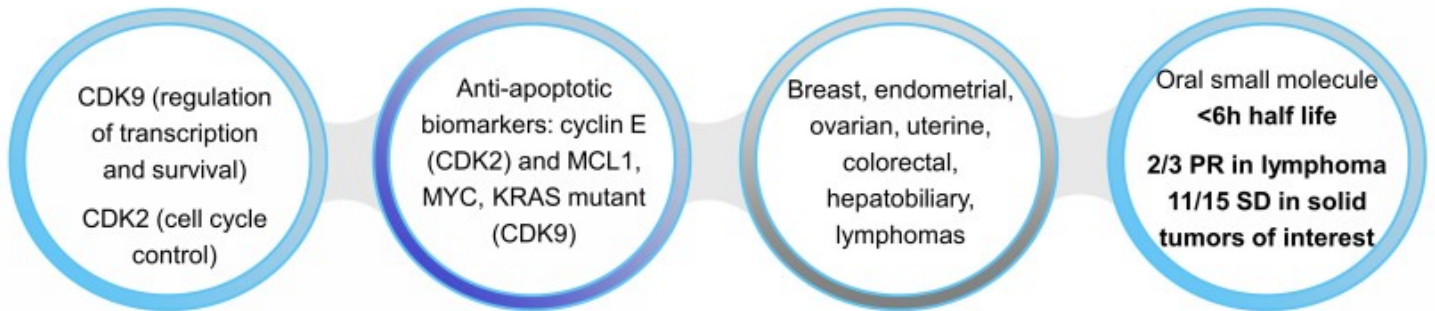 CDK9 (regulation
of transcription
and survival)
CDK2 (cell cycle
control)
Anti-apoptotic
biomarkers: cyclin E
(CDK2) and MCL1,
MYC, KRAS mutant
(CDK9)
Breast, endometrial,
ovarian, uterine,
colorectal,
hepatobiliary,
lymphomas
Oral small molecule
<6h half life
2/3 PR in lymphoma
11/15 SD in solid
tumors of interest